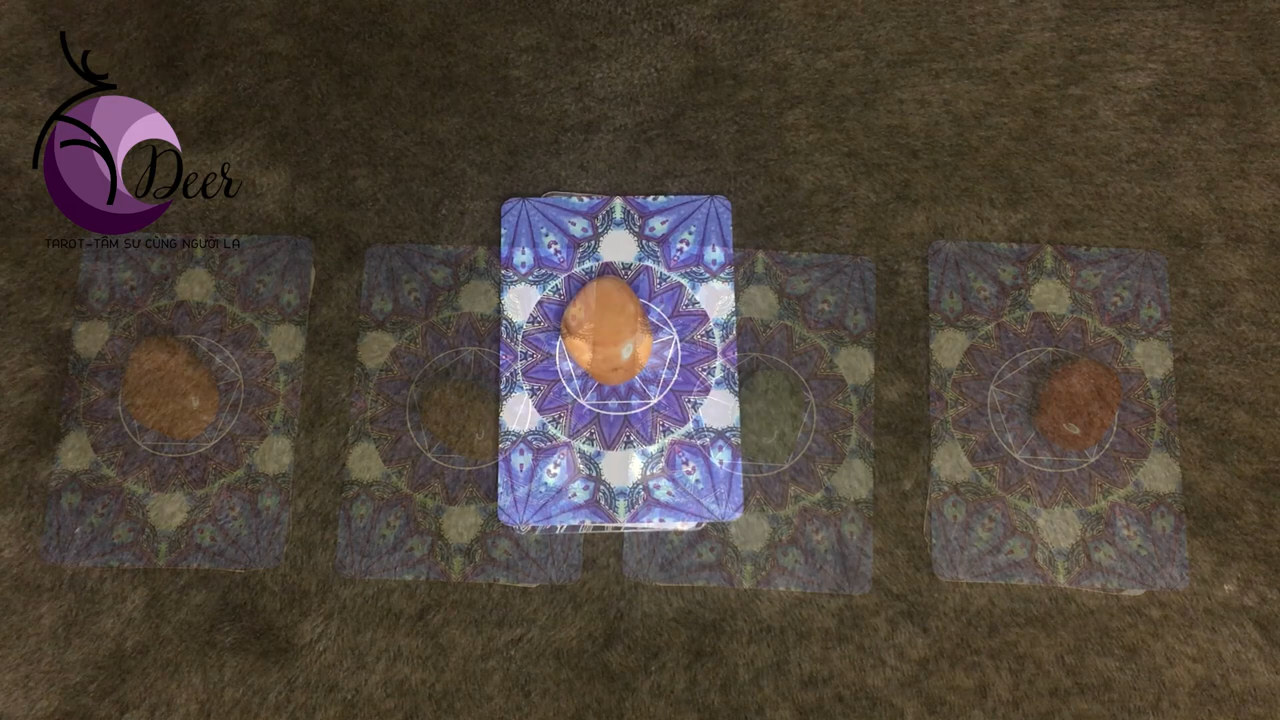 Deer
TAROT-TÂM SỰ CÙNG NGƯỜI LẠ